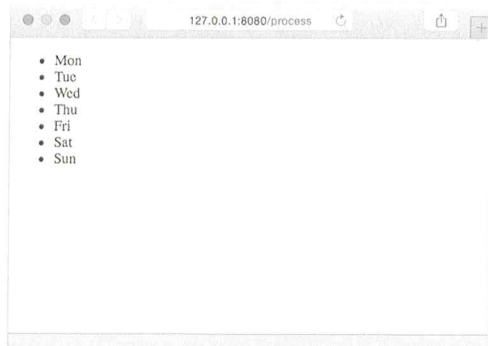 127.0.0.1:8080/process
• Mon
• Tue
• Wed
• Thu
• Fri
• Sat
• Sun